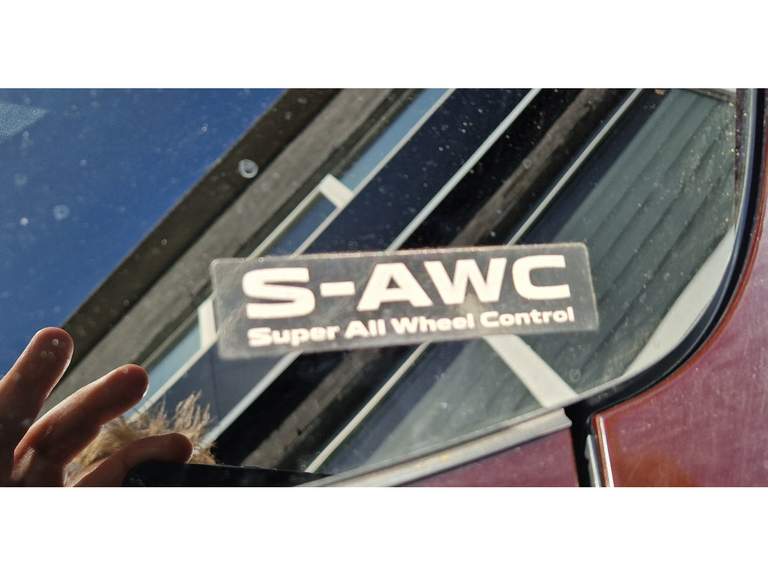 S-AWC
Super All Wheel Control